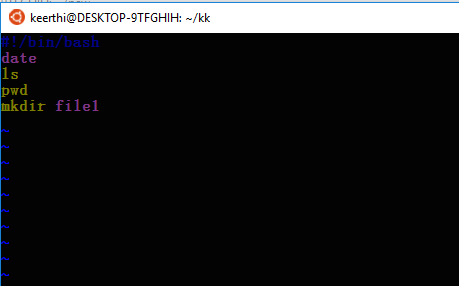 keerthi@DESKTOP-9TFGHIH: ~/kk
#!/bin/bash
date
ls
pwd
mkdir file1
~
~
~
~
~
~
~
~
~
~